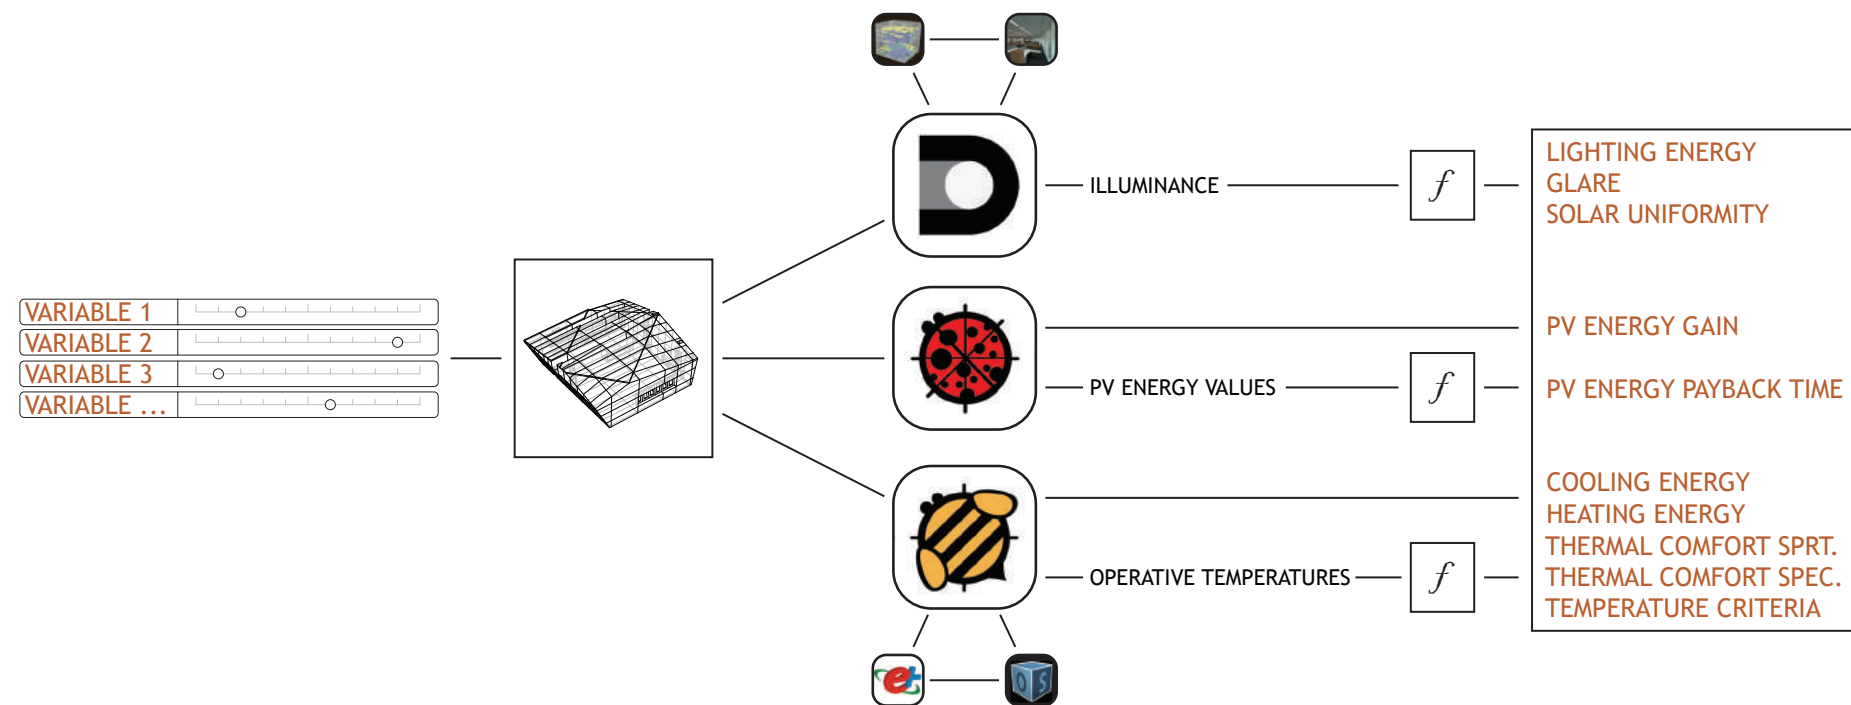 VARIABLE 1
VARIABLE 2
VARIABLE 3
VARIABLE ...
ILLUMINANCE
f
LIGHTING ENERGY
GLARE
SOLAR UNIFORMITY
PV ENERGY GAIN
PV ENERGY VALUES
f
PV ENERGY PAYBACK TIME
COOLING ENERGY
HEATING ENERGY
THERMAL COMFORT SPRT.
OPERATIVE TEMPERATURES
f
THERMAL COMFORT SPEC.
TEMPERATURE CRITERIA
e+
O S